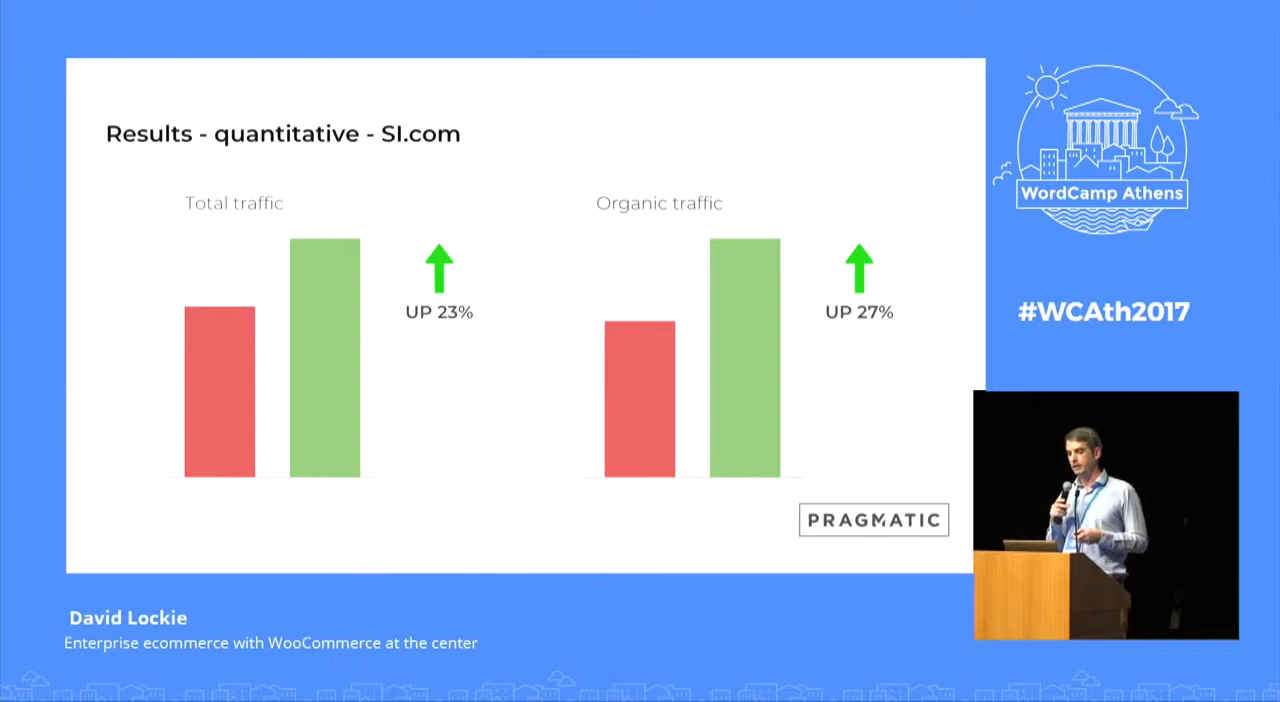 Results - quantitative - SI.com
Total traffic
Organic traffic
UP 23%
UP 27%
PRAGMATIC
WordCamp Athens
#WCAth2017
David Lockie
Enterprise ecommerce with WooCommerce at the center